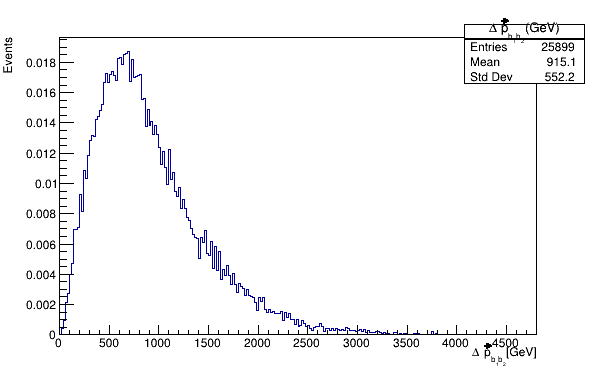 Δ p⃗_{b_1b_2} (GeV)
Entries 25899
Mean 915.1
Std Dev 552.2
Events
0.018
0.016
0.014
0.012
0.01
0.008
0.006
0.004
0.002
0
0 500 1000 1500 2000 2500 3000 3500 4000 4500
Δ p⃗_{b_1b_2}[GeV]